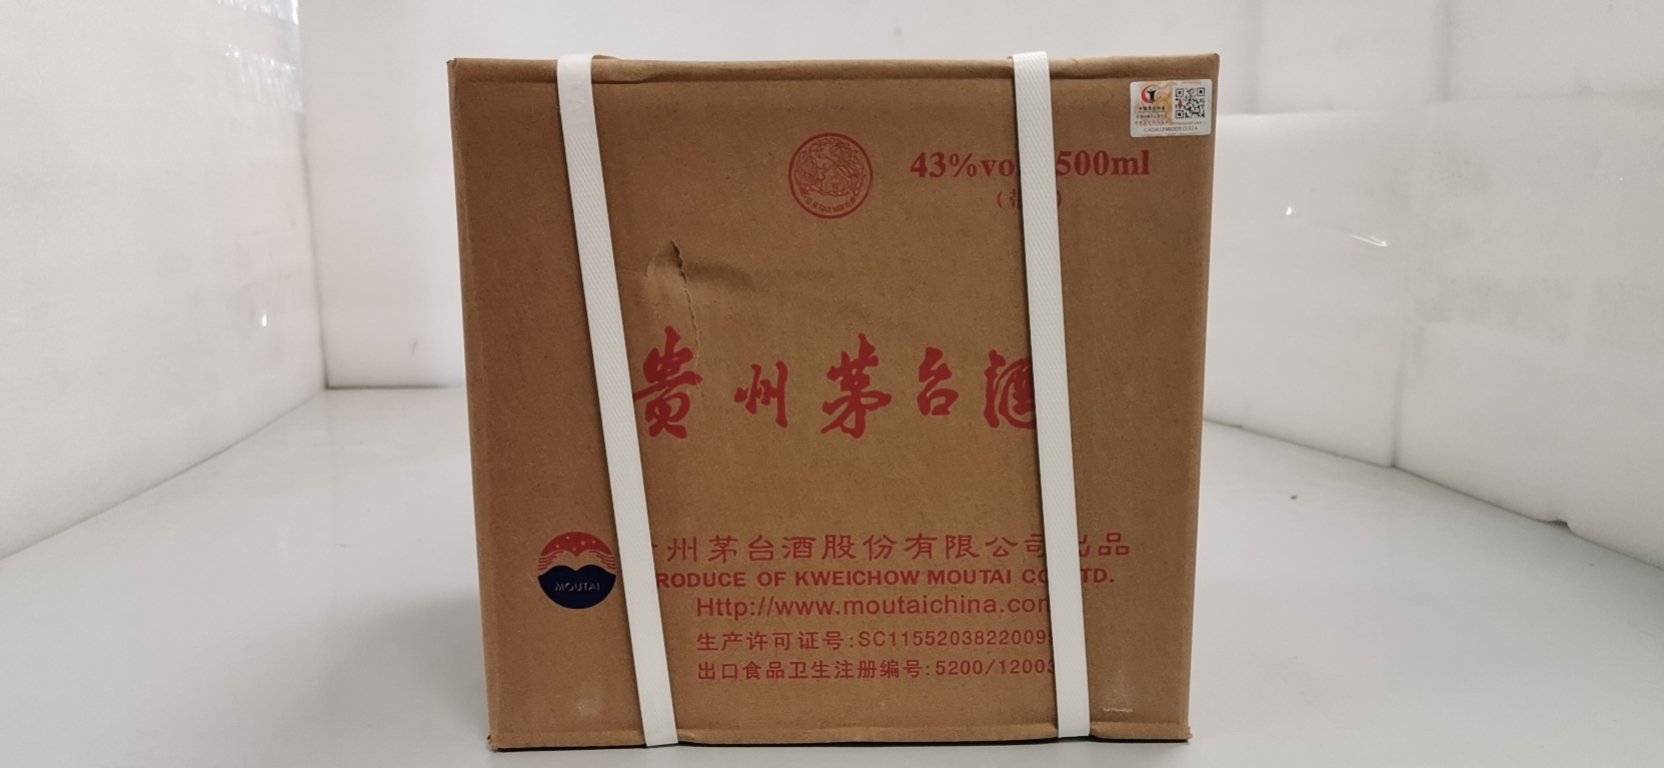 43%vo 500ml
贵州茅台酒
MOUTAI
州茅台酒股份有限公司出品
RODUCE OF KWEICHOW MOUTAI CO TD.
Http://www.moutaichina.com
生产许可证号:SC1155203822009
出口食品卫生注册编号:5200/12003